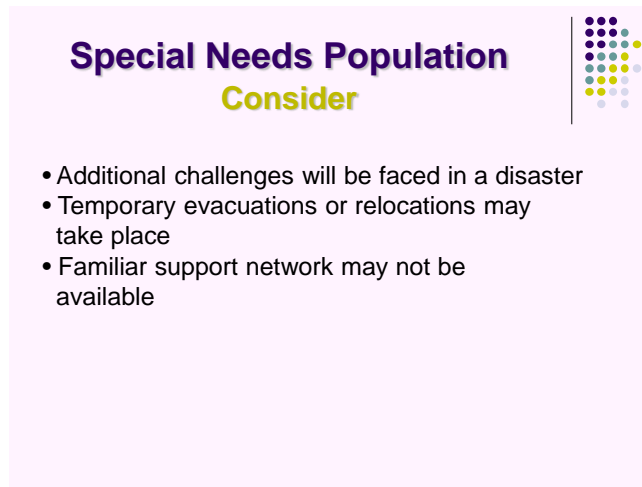 Special Needs Population
Consider
• Additional challenges will be faced in a disaster
• Temporary evacuations or relocations may
take place
• Familiar support network may not be
available